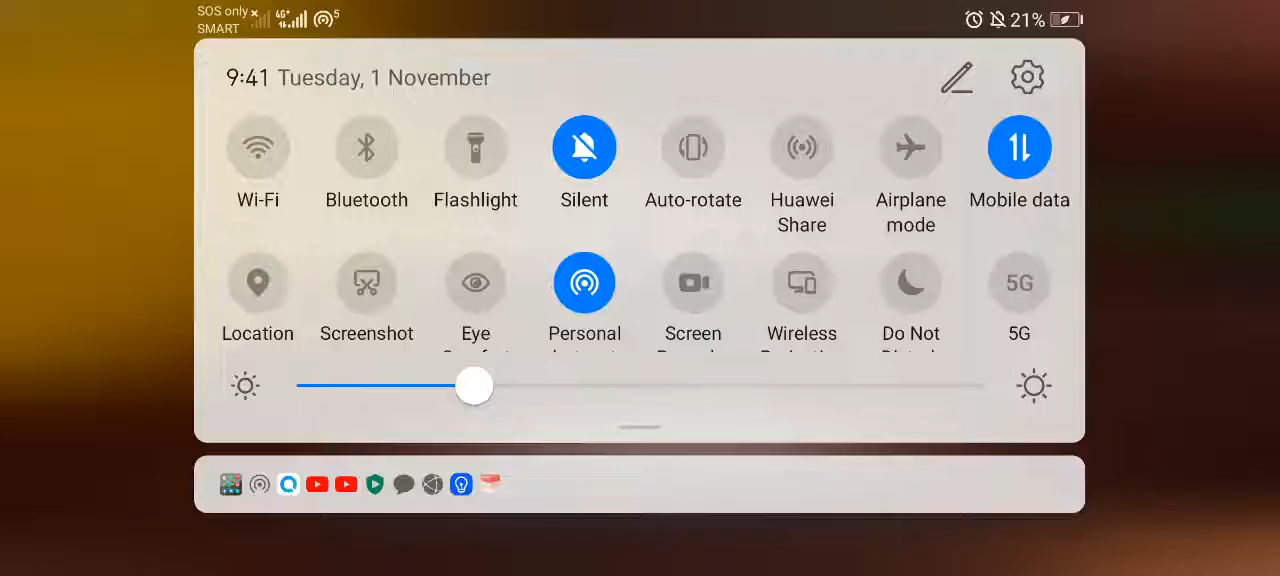 SOS only
SMART
4G+
5
21%
9:41 Tuesday, 1 November
Wi-Fi
Bluetooth
Flashlight
Silent
Auto-rotate
Huawei
Share
Airplane
mode
Mobile data
Location
Screenshot
Eye
Personal
Screen
Wireless
Do Not
5G
5G